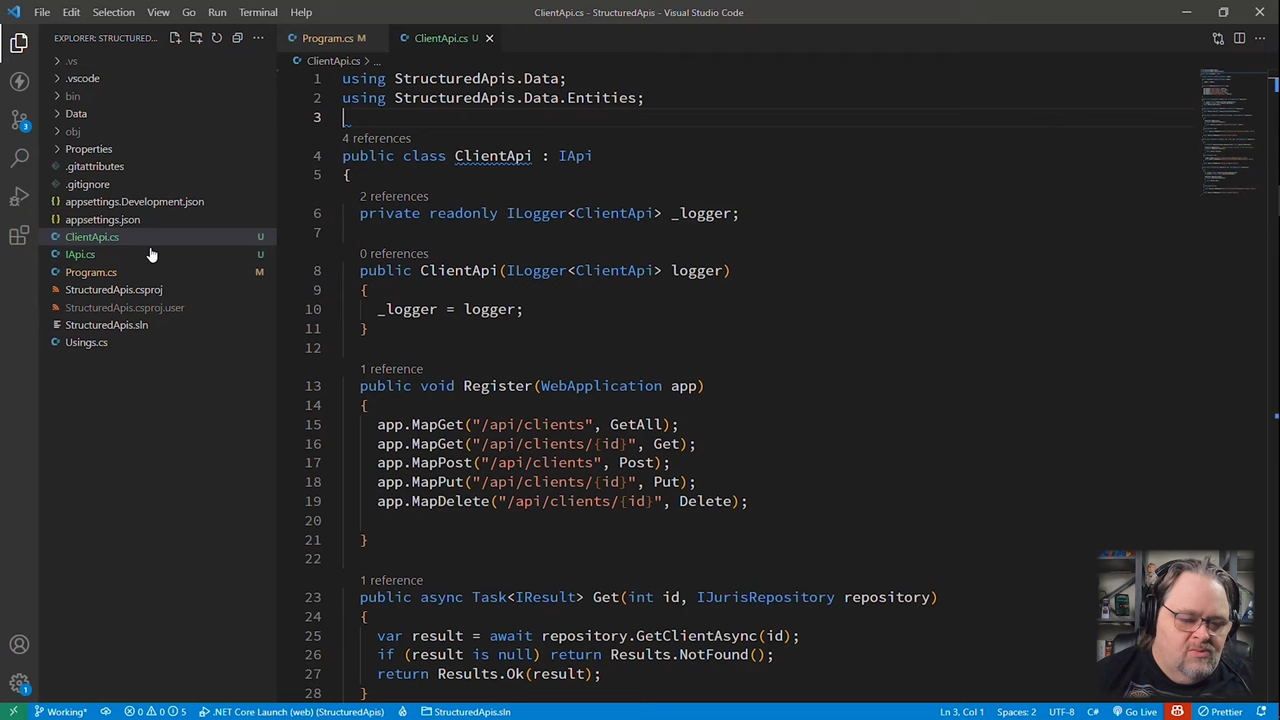 File Edit Selection View Go Run Terminal Help
ClientApi.cs - StructuredApis - Visual Studio Code
EXPLORER: STRUCTURED...
Program.cs M
ClientApi.cs U
ClientApi.cs > ...
.vs
.vscode
bin
Data
obj
Properties
.gitattributes
.gitignore
appsettings.Development.json
appsettings.json
ClientApi.cs U
IApi.cs U
Program.cs M
StructuredApis.csproj
StructuredApis.csproj.user
StructuredApis.sln
Usings.cs
3
1
1 using StructuredApis.Data;
2 using StructuredApis.Data.Entities;
3
4 references
4 public class ClientApi : IApi
5 {
2 references
6 private readonly ILogger<ClientApi> _logger;
7
0 references
8 public ClientApi(ILogger<ClientApi> logger)
9 {
10 _logger = logger;
11 }
12
1 reference
13 public void Register(WebApplication app)
14 {
15 app.MapGet("/api/clients", GetAll);
16 app.MapGet("/api/clients/{id}", Get);
17 app.MapPost("/api/clients", Post);
18 app.MapPut("/api/clients/{id}", Put);
19 app.MapDelete("/api/clients/{id}", Delete);
20
21 }
22
1 reference
23 public async Task<IResult> Get(int id, IJurisRepository repository)
24 {
25 var result = await repository.GetClientAsync(id);
26 if (result is null) return Results.NotFound();
27 return Results.Ok(result);
28 }
Working* 0 0 5 .NET Core Launch (web) (StructuredApis) StructuredApis.sln Ln 3, Col 1 Spaces: 2 UTF-8 C# Go Live Prettier